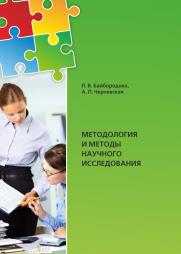 Л. В. Байбородова,
А. П. Чернявская
МЕТОДОЛОГИЯ
И МЕТОДЫ
НАУЧНОГО
ИССЛЕДОВАНИЯ